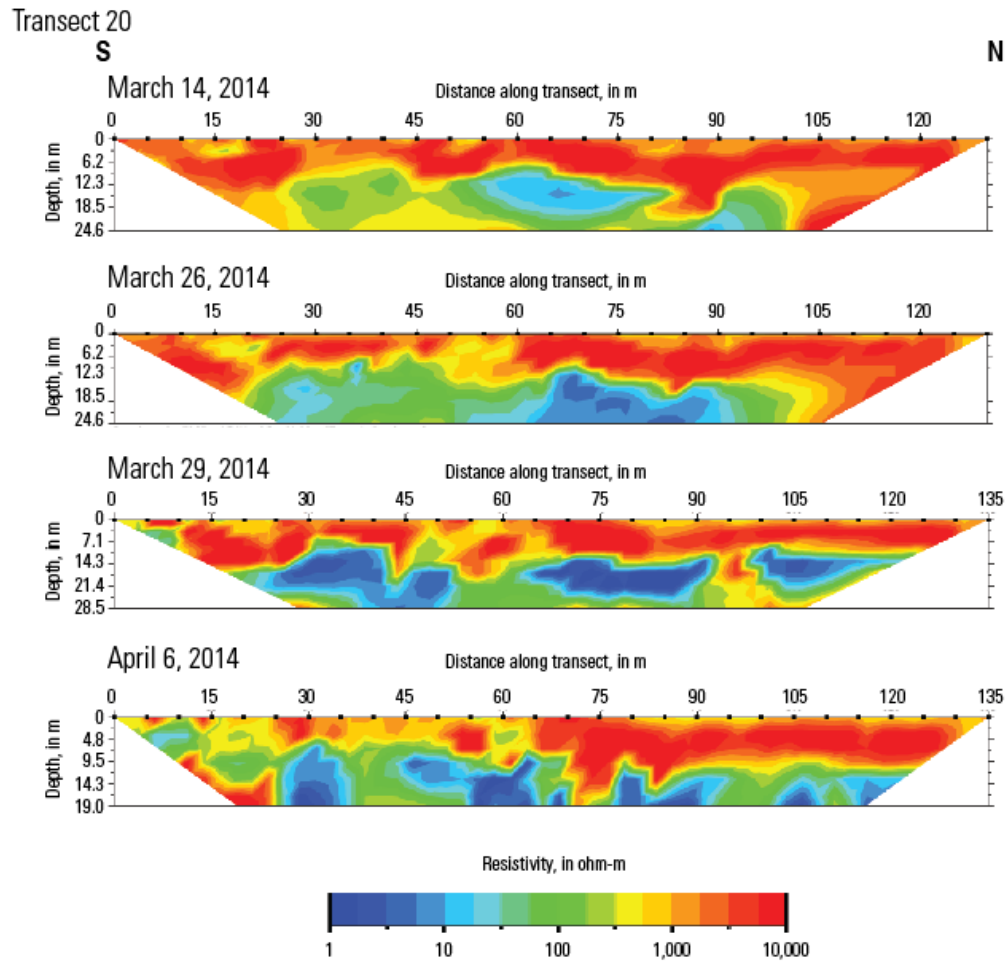 Transect 20
S N
March 14, 2014 Distance along transect, in m
0 15 30 45 60 75 90 105 120
Depth, in m
0
6.2
12.3
18.5
24.6
March 26, 2014 Distance along transect, in m
0 15 30 45 60 75 90 105 120
Depth, in m
0
6.2
12.3
18.5
24.6
March 29, 2014 Distance along transect, in m
0 15 30 45 60 75 90 105 120 135
Depth, in m
0
7.1
14.3
21.4
28.5
April 6, 2014 Distance along transect, in m
0 15 30 45 60 75 90 105 120 135
Depth, in m
0
4.8
9.5
14.3
19.0
Resistivity, in ohm-m
1 10 100 1,000 10,000